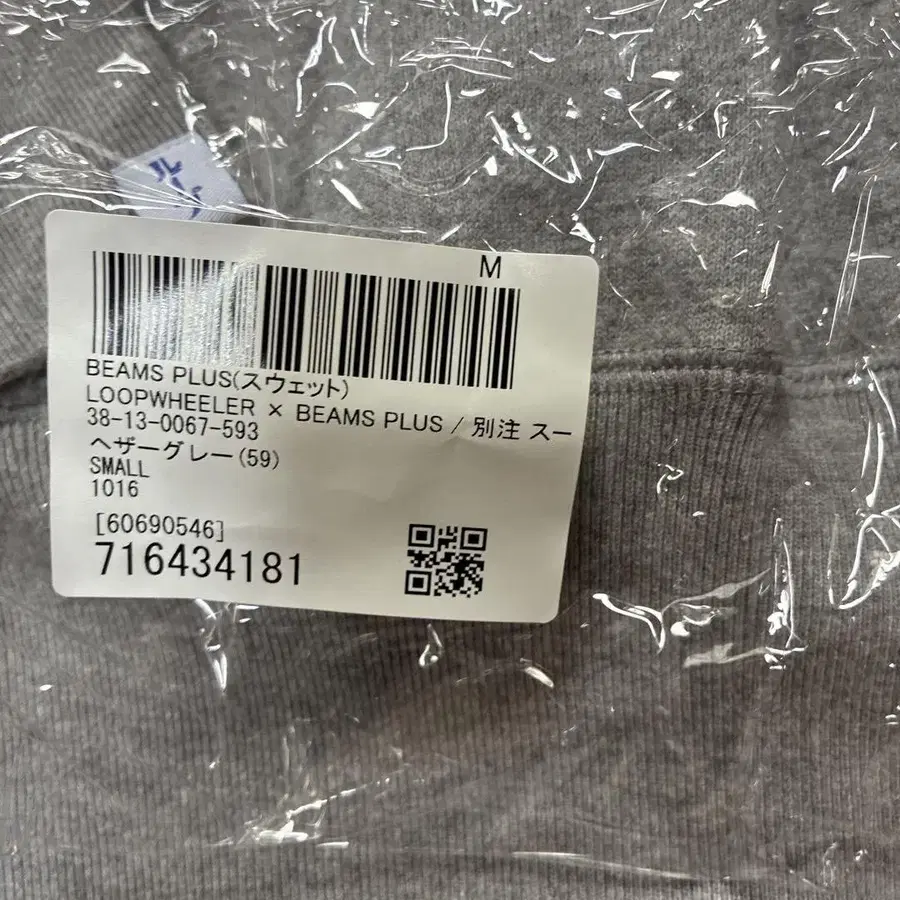 M
BEAMS PLUS(スウェット)
LOOPWHEELER × BEAMS PLUS / 別注 スー
38-13-0067-593
ヘザーグレー(59)
SMALL
1016
[60690546]
716434181